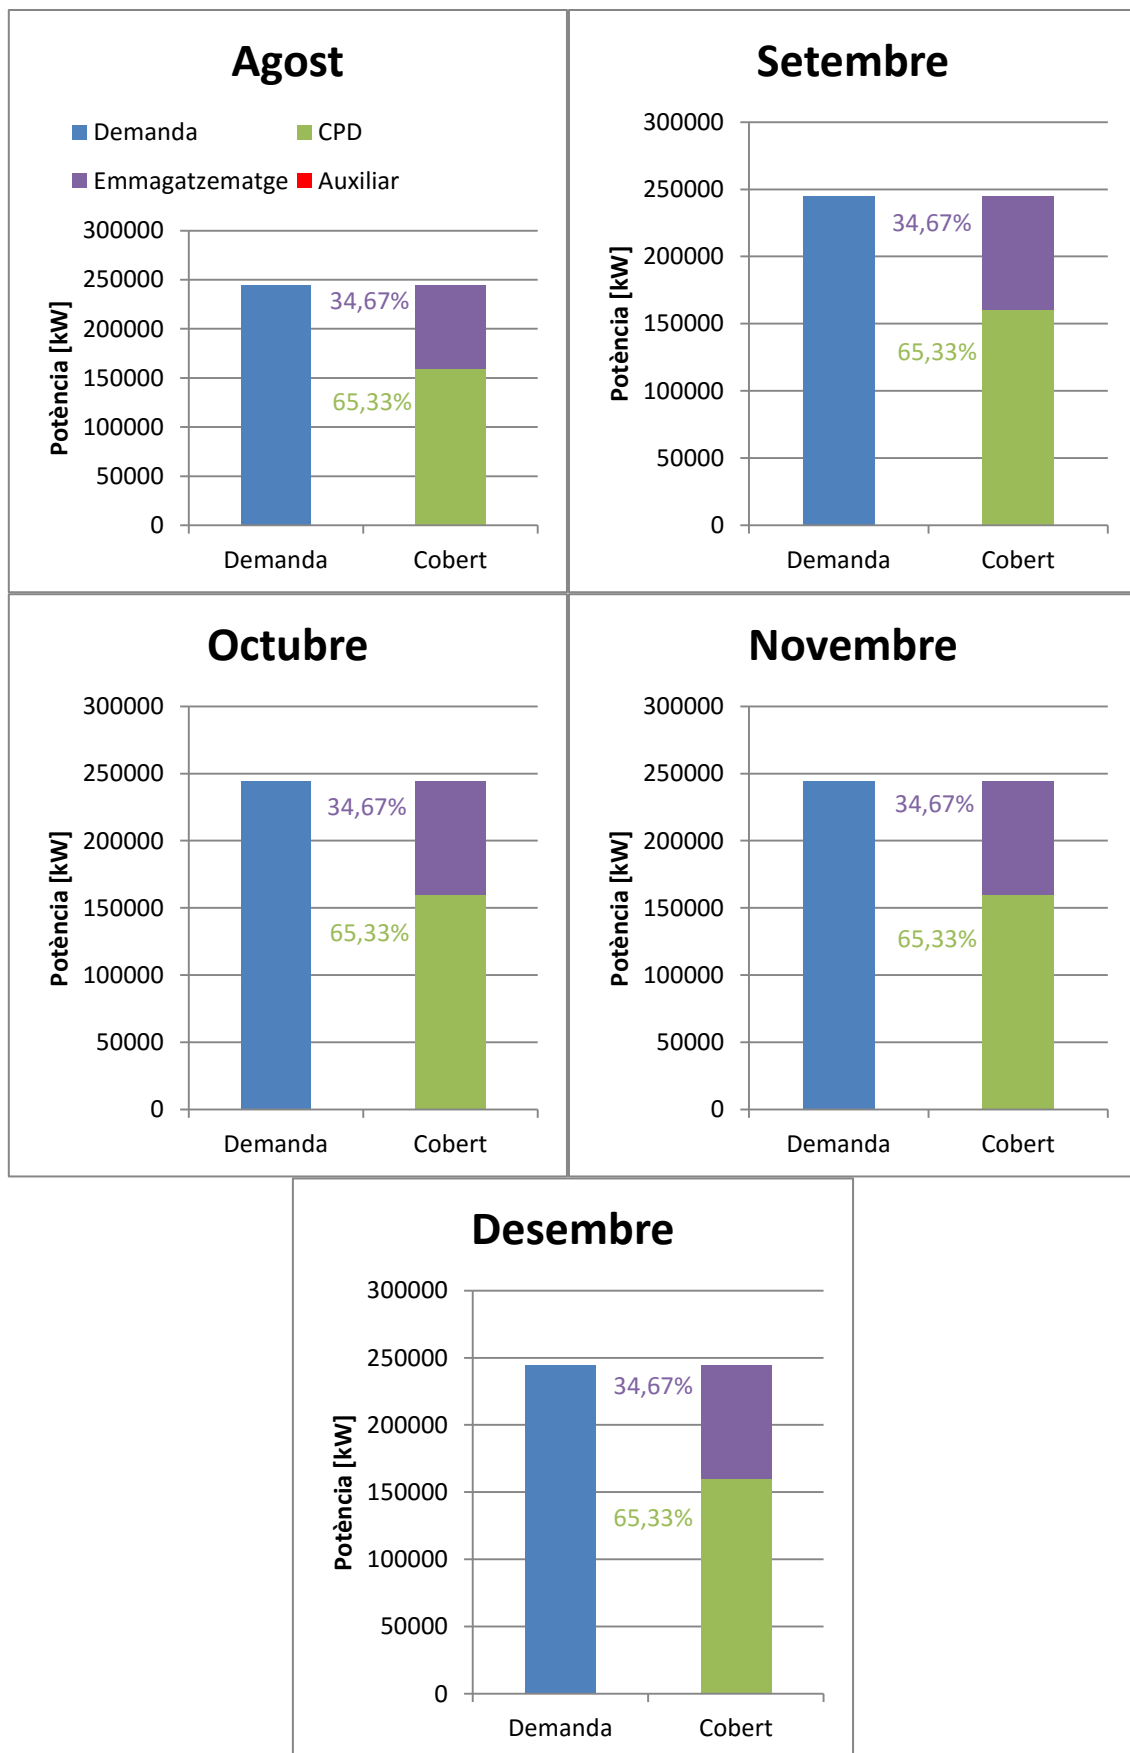 Agost
Demanda
CPD
Emmagatzematge
Auxiliar
300000
250000
200000
150000
100000
50000
0
Potència [kW]
34,67%
65,33%
Demanda
Cobert
Setembre
300000
250000
200000
150000
100000
50000
0
Potència [kW]
34,67%
65,33%
Demanda
Cobert
Octubre
300000
250000
200000
150000
100000
50000
0
Potència [kW]
34,67%
65,33%
Demanda
Cobert
Novembre
300000
250000
200000
150000
100000
50000
0
Potència [kW]
34,67%
65,33%
Demanda
Cobert
Desembre
300000
250000
200000
150000
100000
50000
0
Potència [kW]
34,67%
65,33%
Demanda
Cobert